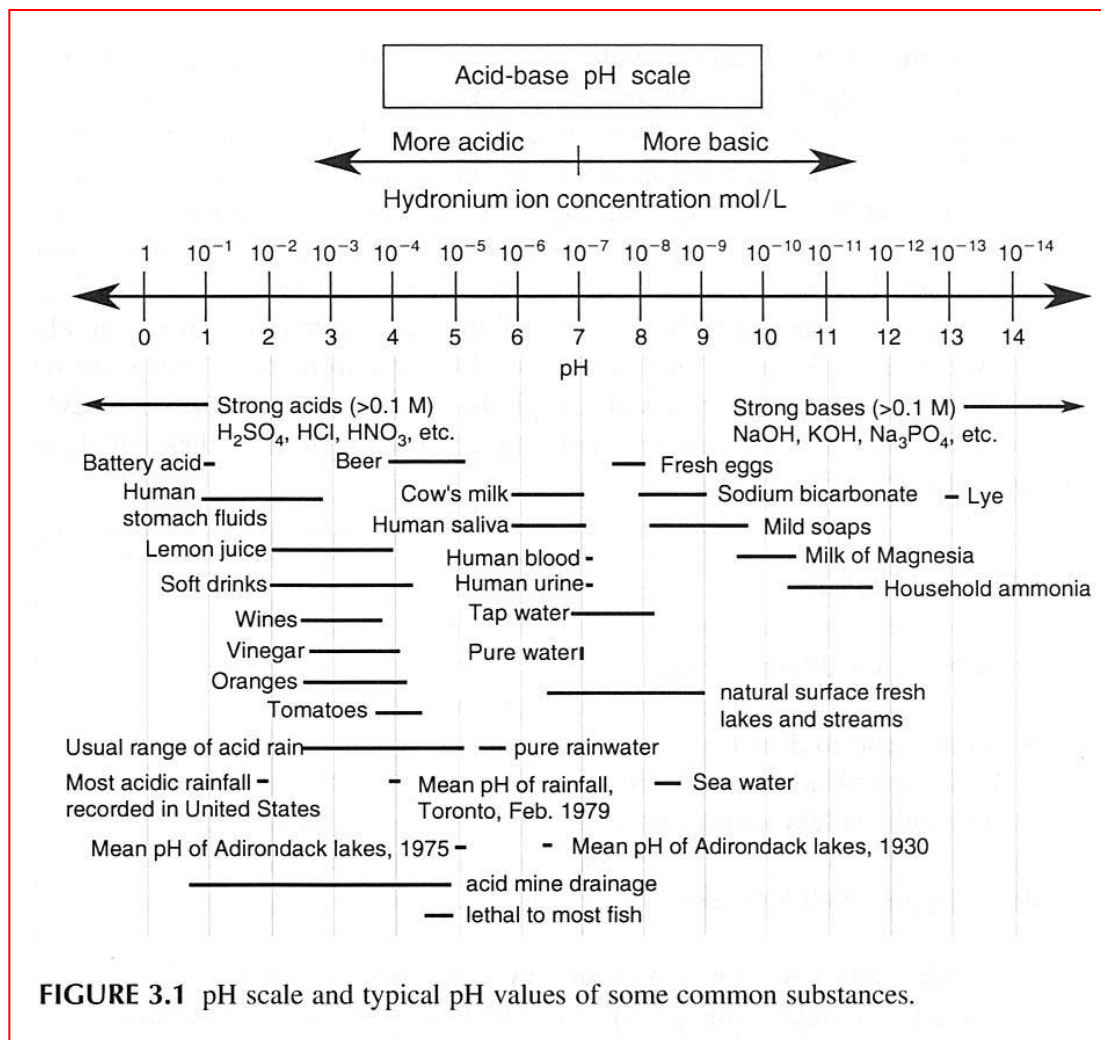 Acid-base pH scale
More acidic More basic
Hydronium ion concentration mol/L
1 10⁻¹ 10⁻² 10⁻³ 10⁻⁴ 10⁻⁵ 10⁻⁶ 10⁻⁷ 10⁻⁸ 10⁻⁹ 10⁻¹⁰ 10⁻¹¹ 10⁻¹² 10⁻¹³ 10⁻¹⁴
0 1 2 3 4 5 6 7 8 9 10 11 12 13 14
pH
Strong acids (>0.1 M) Strong bases (>0.1 M)
H₂SO₄, HCl, HNO₃, etc. NaOH, KOH, Na₃PO₄, etc.
Battery acid Beer Fresh eggs
Human Cow's milk Sodium bicarbonate Lye
stomach fluids Human saliva Mild soaps
Lemon juice Human blood Milk of Magnesia
Soft drinks Human urine Household ammonia
Wines Tap water
Vinegar Pure water
Oranges natural surface fresh
Tomatoes lakes and streams
Usual range of acid rain pure rainwater
Most acidic rainfall Mean pH of rainfall, Sea water
recorded in United States Toronto, Feb. 1979
Mean pH of Adirondack lakes, 1975 Mean pH of Adirondack lakes, 1930
acid mine drainage
lethal to most fish
FIGURE 3.1 pH scale and typical pH values of some common substances.